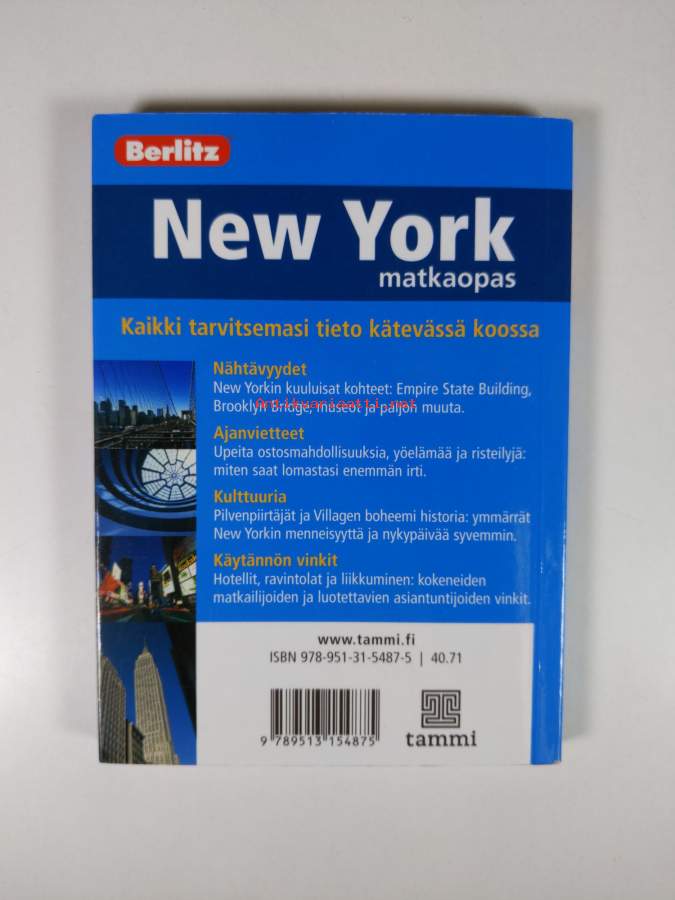 Berlitz
New York
matkaopas
Kaikki tarvitsemasi tieto kätevässä koossa
Nähtävyydet
New Yorkin kuuluisat kohteet: Empire State Building,
Brooklyn Bridge, museot ja paljon muuta.
Antikvariaatti.net
Ajanvietteet
Upeita ostosmahdollisuuksia, yöelämää ja risteilyjä:
miten saat lomastasi enemmän irti.
Kulttuuria
Pilvenpiirtäjät ja Villagen boheemi historia: ymmärrät
New Yorkin menneisyyttä ja nykypäivää syvemmin.
Käytännön vinkit
Hotellit, ravintolat ja liikkuminen: kokeneiden
matkailijoiden ja luotettavien asiantuntijoiden vinkit.
www.tammi.fi
ISBN 978-951-31-5487-5 | 40.71
9 789513 154875
tammi